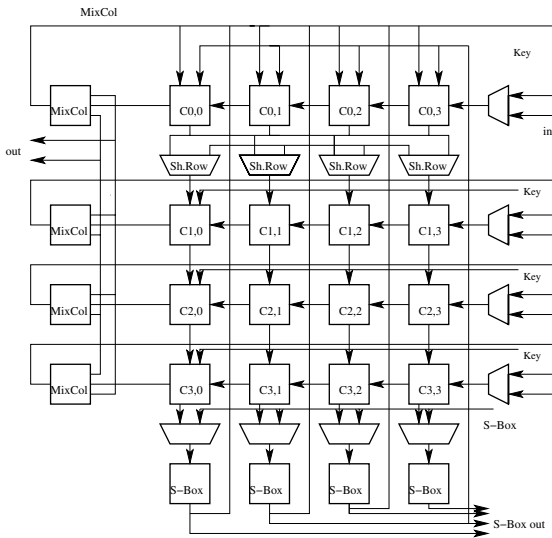 MixCol
Key
MixCol C0,0 C0,1 C0,2 C0,3
in
out
Sh.Row Sh.Row Sh.Row Sh.Row
Key
MixCol C1,0 C1,1 C1,2 C1,3
Key
MixCol C2,0 C2,1 C2,2 C2,3
Key
MixCol C3,0 C3,1 C3,2 C3,3
S-Box
S-Box S-Box S-Box S-Box
S-Box out